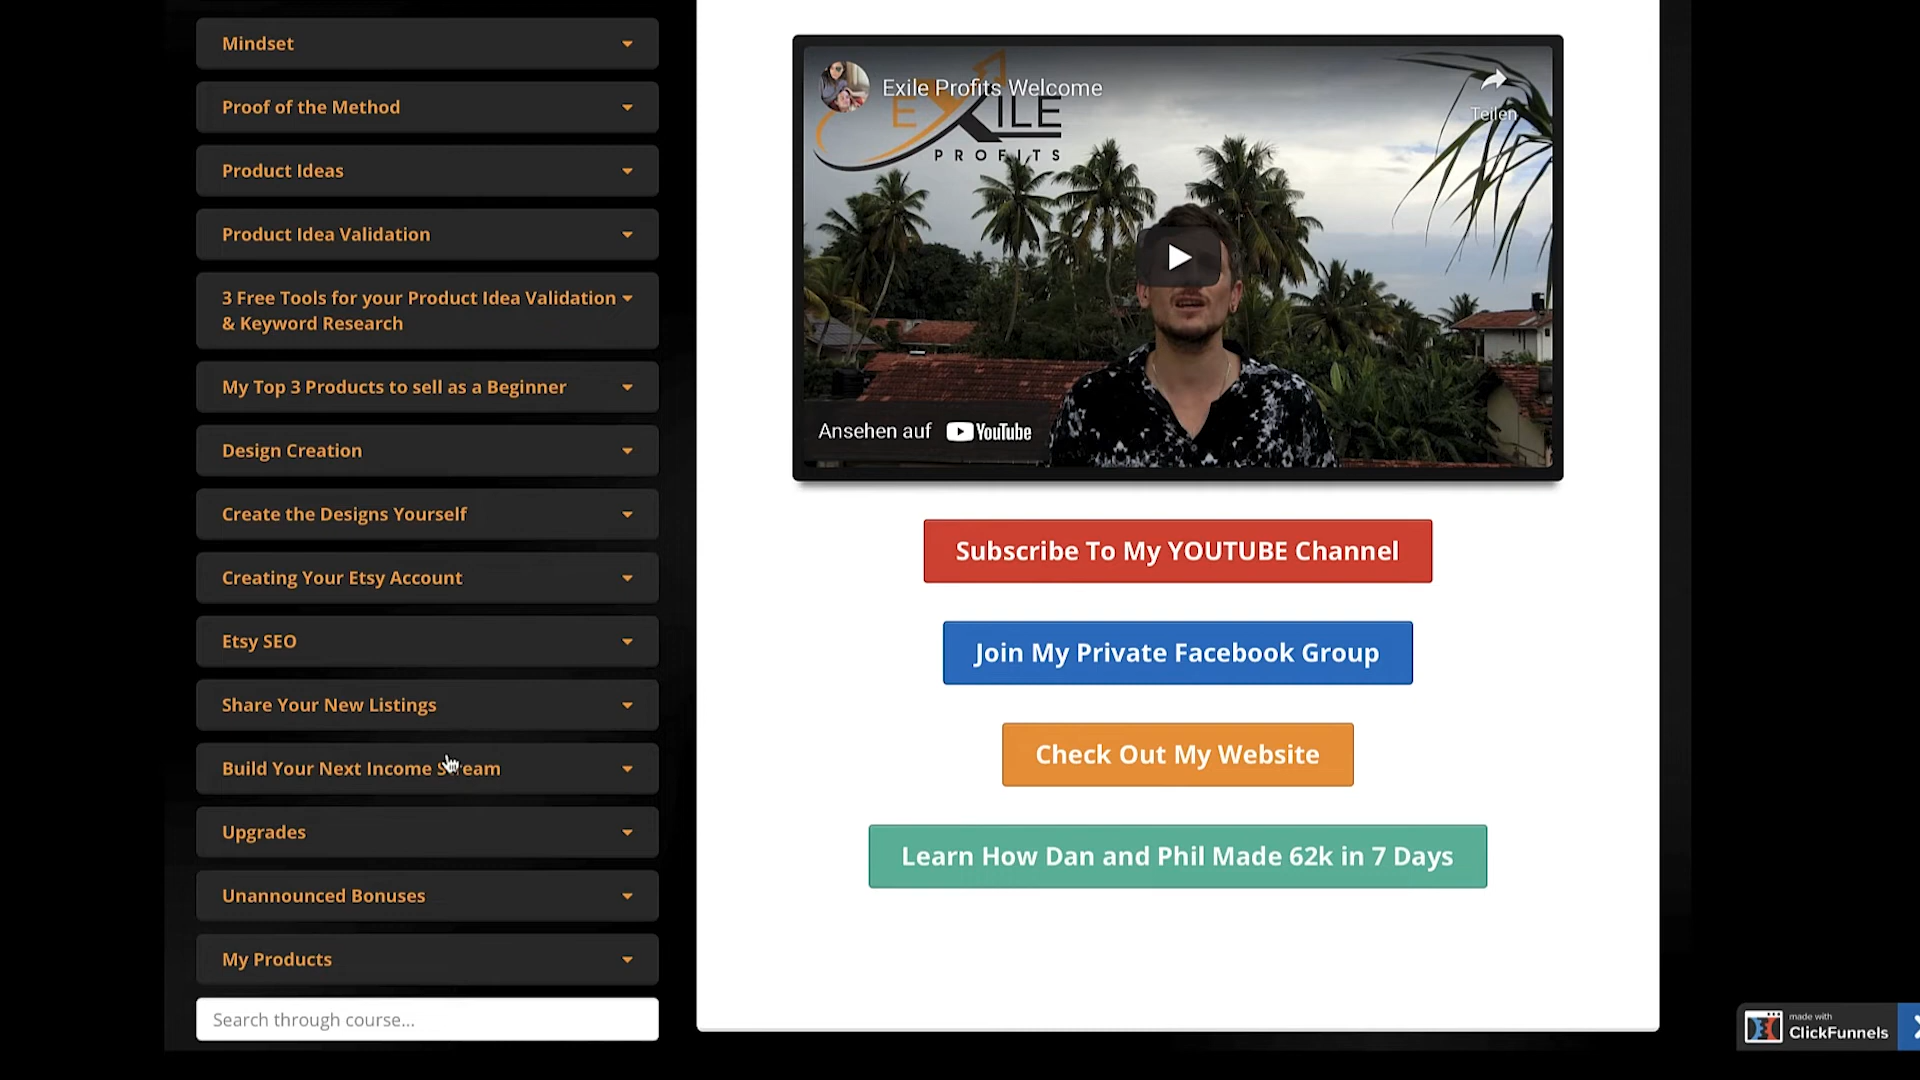 Mindset
Proof of the Method
Product Ideas
Product Idea Validation
3 Free Tools for your Product Idea Validation
& Keyword Research
My Top 3 Products to sell as a Beginner
Design Creation
Create the Designs Yourself
Creating Your Etsy Account
Etsy SEO
Share Your New Listings
Build Your Next Income Stream
Upgrades
Unannounced Bonuses
My Products
Search through course...
Exile Profits Welcome
Teilen
EXILE
PROFITS
Ansehen auf YouTube
Subscribe To My YOUTUBE Channel
Join My Private Facebook Group
Check Out My Website
Learn How Dan and Phil Made 62k in 7 Days
made with
ClickFunnels